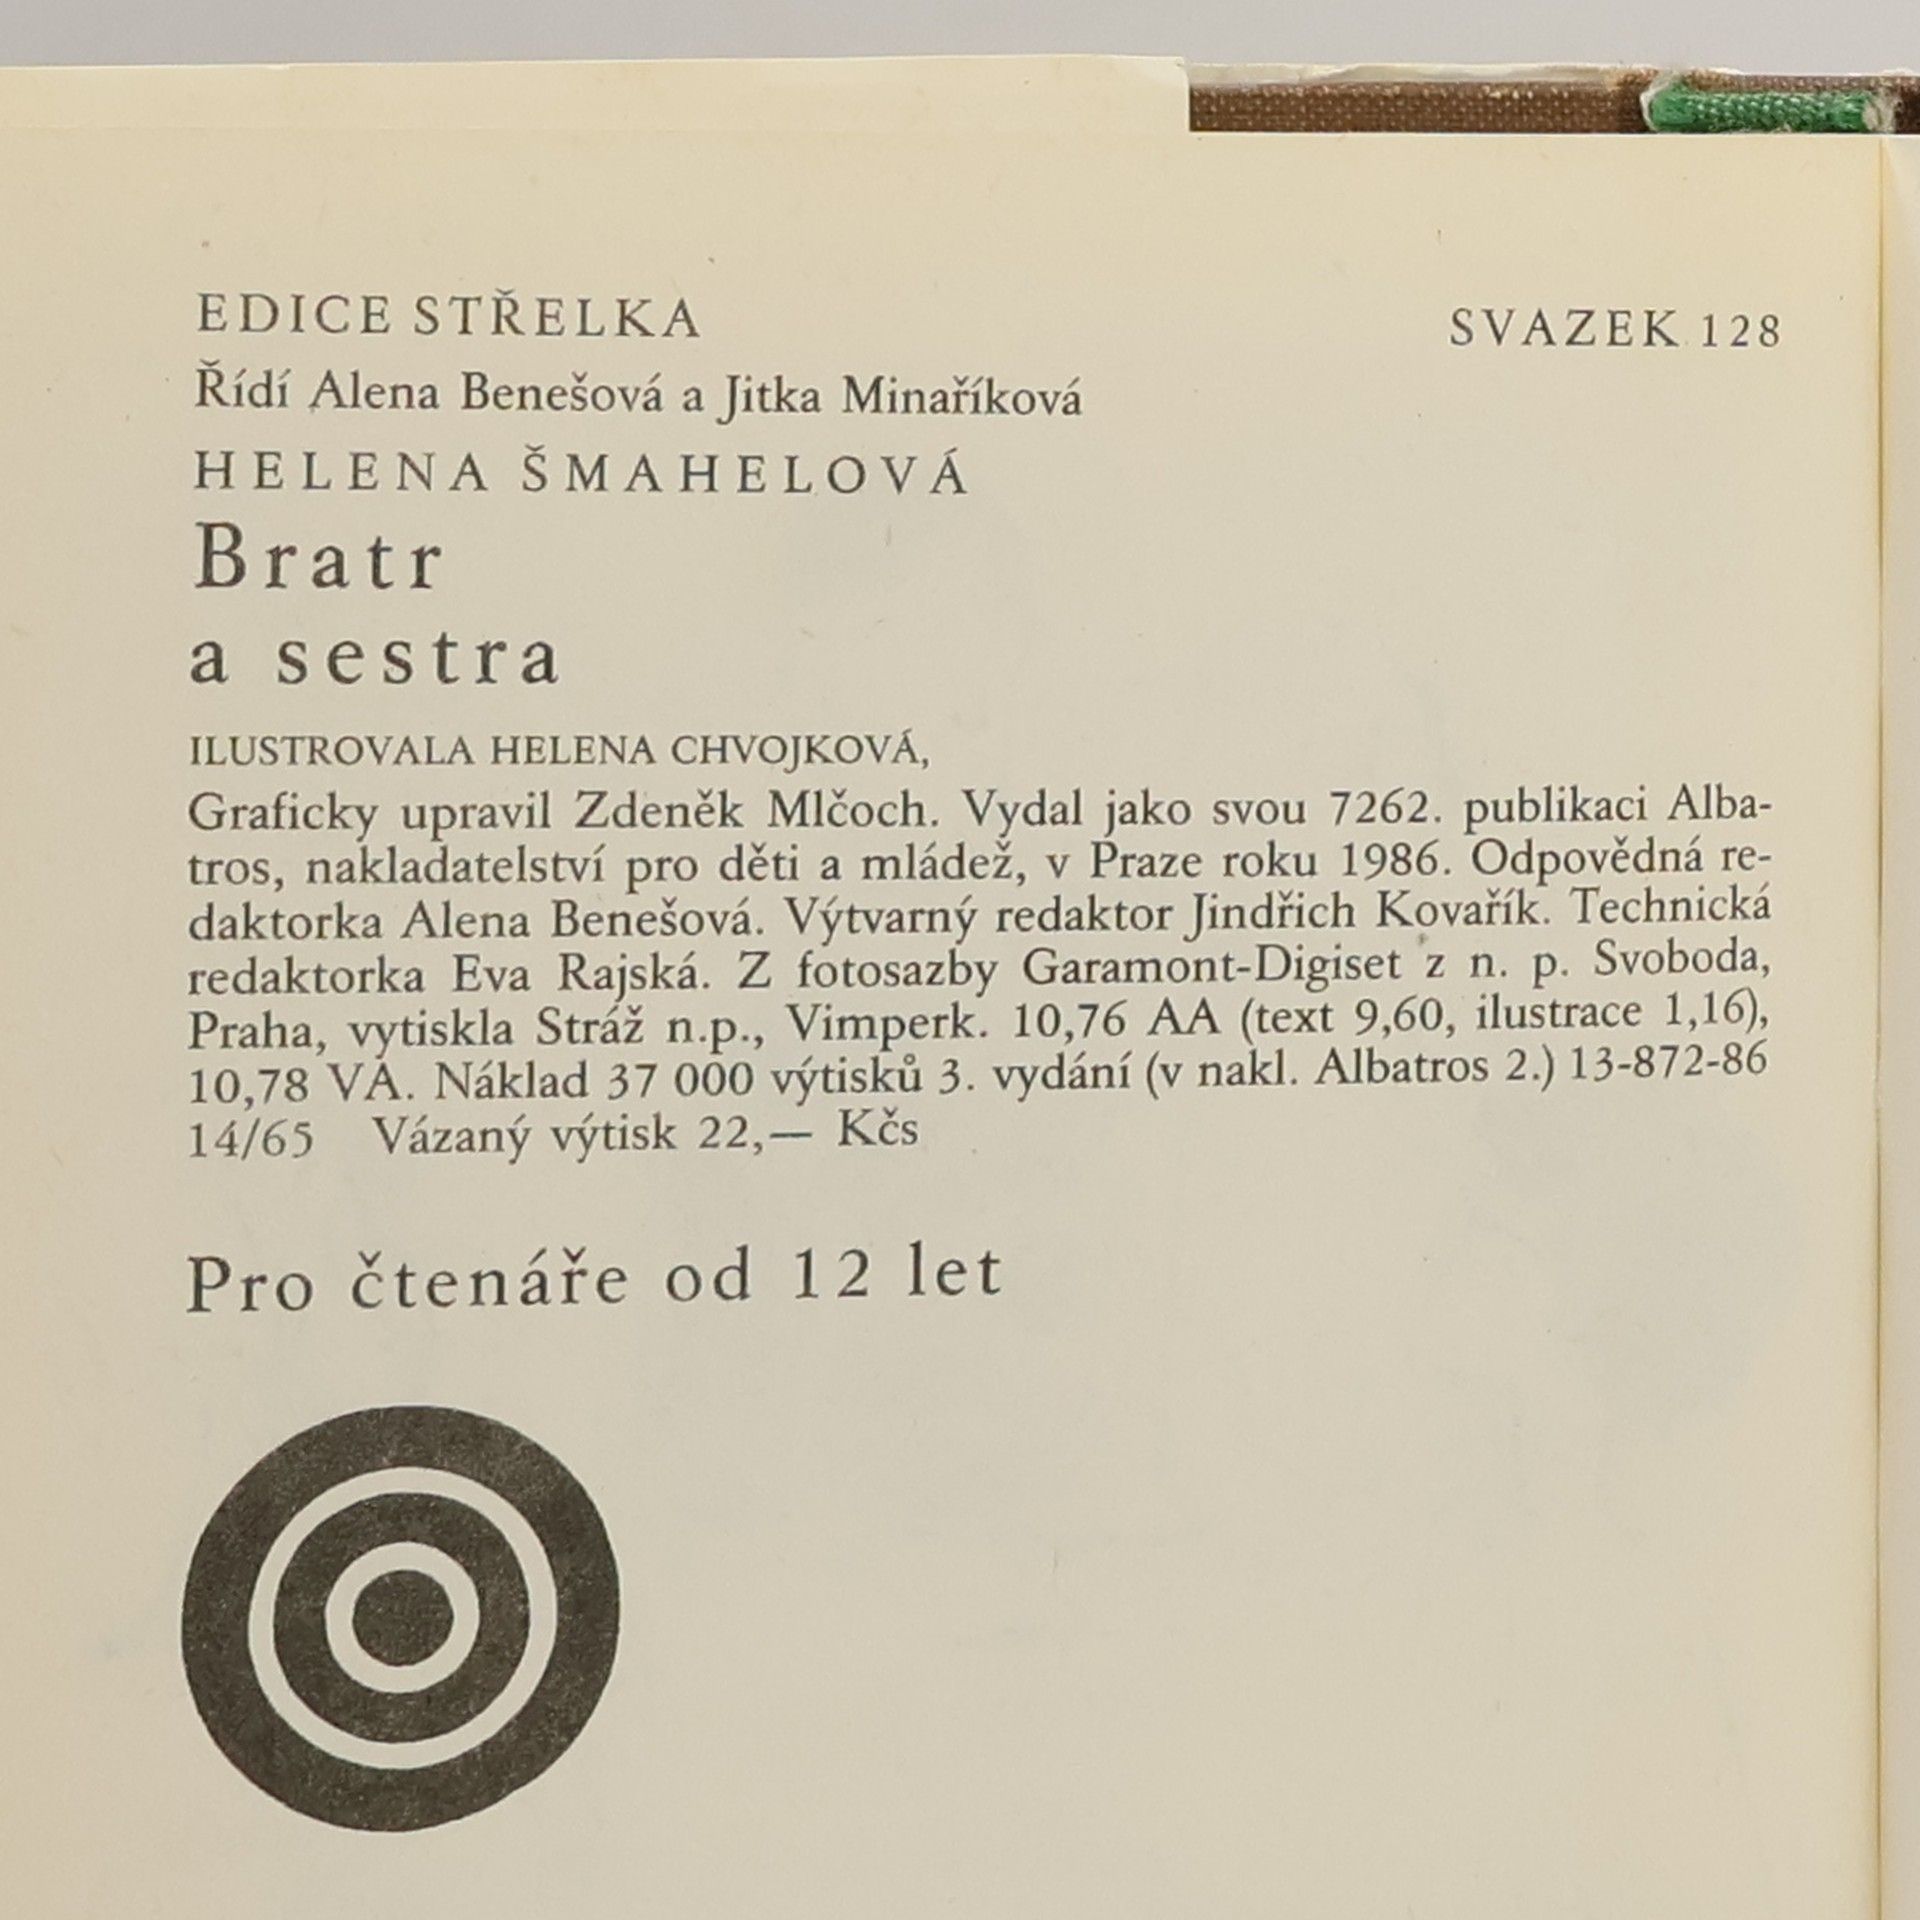 EDICE STŘELKA
SVAZEK 128
Řídí Alena Benešová a Jitka Minaříková
HELENA ŠMAHELOVÁ
Bratr
a sestra
ILUSTROVALA HELENA CHVOJKOVÁ,
Graficky upravil Zdeněk Mlčoch. Vydal jako svou 7262. publikaci Alba-
tros, nakladatelství pro děti a mládež, v Praze roku 1986. Odpovědná re-
daktorka Alena Benešová. Výtvarný redaktor Jindřich Kovařík. Technická
redaktorka Eva Rajská. Z fotosazby Garamont-Digiset z n. p. Svoboda,
Praha, vytiskla Stráž n.p., Vimperk. 10,76 AA (text 9,60, ilustrace 1,16),
10,78 VA. Náklad 37 000 výtisků 3. vydání (v nakl. Albatros 2.) 13-872-86
14/65 Vázaný výtisk 22,— Kčs
Pro čtenáře od 12 let